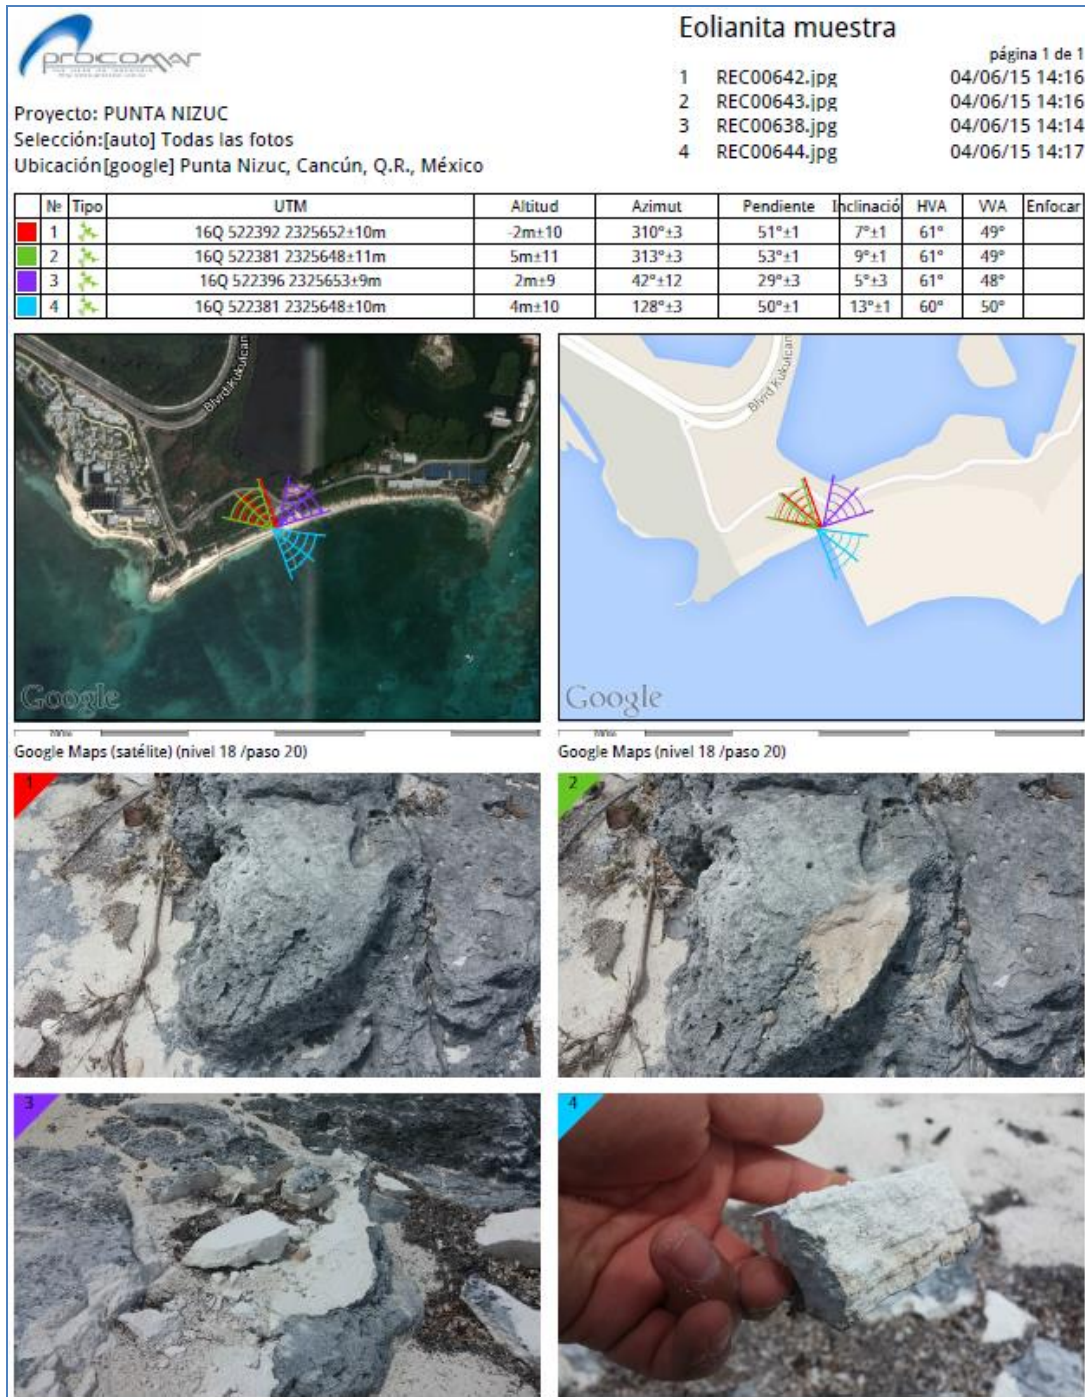 PROCOMAR
Eolianita muestra
página 1 de 1
1 REC00642.jpg 04/06/15 14:16
2 REC00643.jpg 04/06/15 14:16
3 REC00638.jpg 04/06/15 14:14
4 REC00644.jpg 04/06/15 14:17
Proyecto: PUNTA NIZUC
Selección:[auto] Todas las fotos
Ubicación[google] Punta Nizuc, Cancún, Q.R., México
№ Tipo UTM Altitud Azimut Pendiente Inclinació HVA VVA Enfocar
1 16Q 522392 2325652±10m -2m±10 310°±3 51°±1 7°±1 61° 49°
2 16Q 522381 2325648±11m 5m±11 313°±3 53°±1 9°±1 61° 49°
3 16Q 522396 2325653±9m 2m±9 42°±12 29°±3 5°±3 61° 48°
4 16Q 522381 2325648±10m 4m±10 128°±3 50°±1 13°±1 60° 50°
Blvrd.Kukulcan
Blvrd.Kukulcan
Google
Google
Google Maps (satélite) (nivel 18 /paso 20)
Google Maps (nivel 18 /paso 20)
1
2
3
4